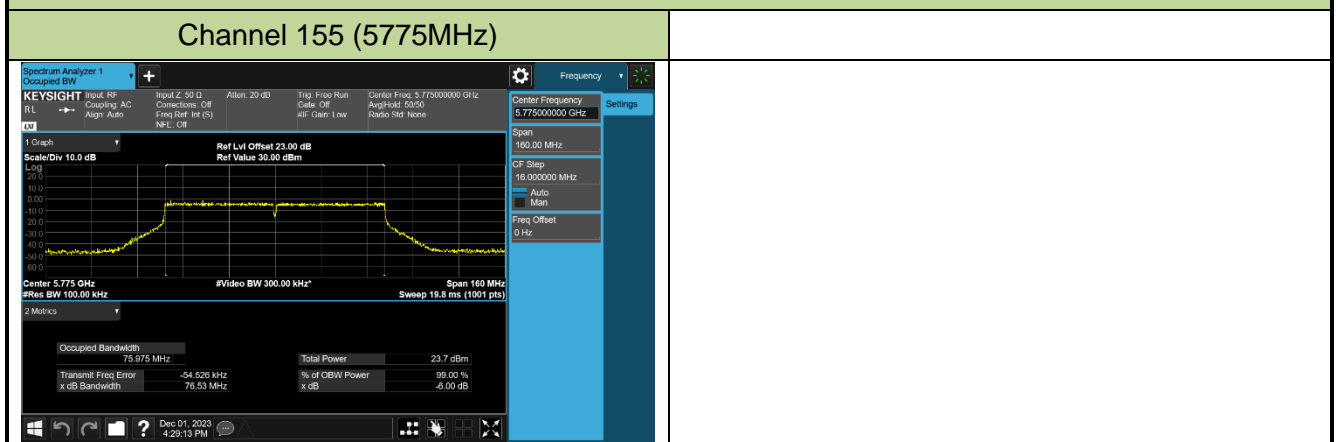 Channel 155 (5775MHz)
Spectrum Analyzer 1
Occupied BW
Frequency
KEYSIGHT
RL
LXI
Input: RF
Coupling: AC
Align: Auto
Input Z: 50 Ω
Corrections: Off
Freq Ref: Int (S)
NFE: Off
Atten: 20 dB
Trig: Free Run
Gate: Off
#IF Gain: Low
Center Freq: 5.775000000 GHz
Avg|Hold: 50/50
Radio Std: None
Center Frequency
5.775000000 GHz
Settings
Span
160.00 MHz
CF Step
16.000000 MHz
Auto
Man
Freq Offset
0 Hz
1 Graph
Scale/Div 10.0 dB
Ref Lvl Offset 23.00 dB
Ref Value 30.00 dBm
Log
20.0
10.0
0.00
-10.0
-20.0
-30.0
-40.0
-50.0
-60.0
Center 5.775 GHz
#Video BW 300.00 kHz*
Span 160 MHz
#Res BW 100.00 kHz
Sweep 19.8 ms (1001 pts)
2 Metrics
Occupied Bandwidth
75.975 MHz
Total Power 23.7 dBm
Transmit Freq Error -54.526 kHz
% of OBW Power 99.00 %
x dB Bandwidth 76.53 MHz
x dB -6.00 dB
?
Dec 01, 2023
4:29:13 PM